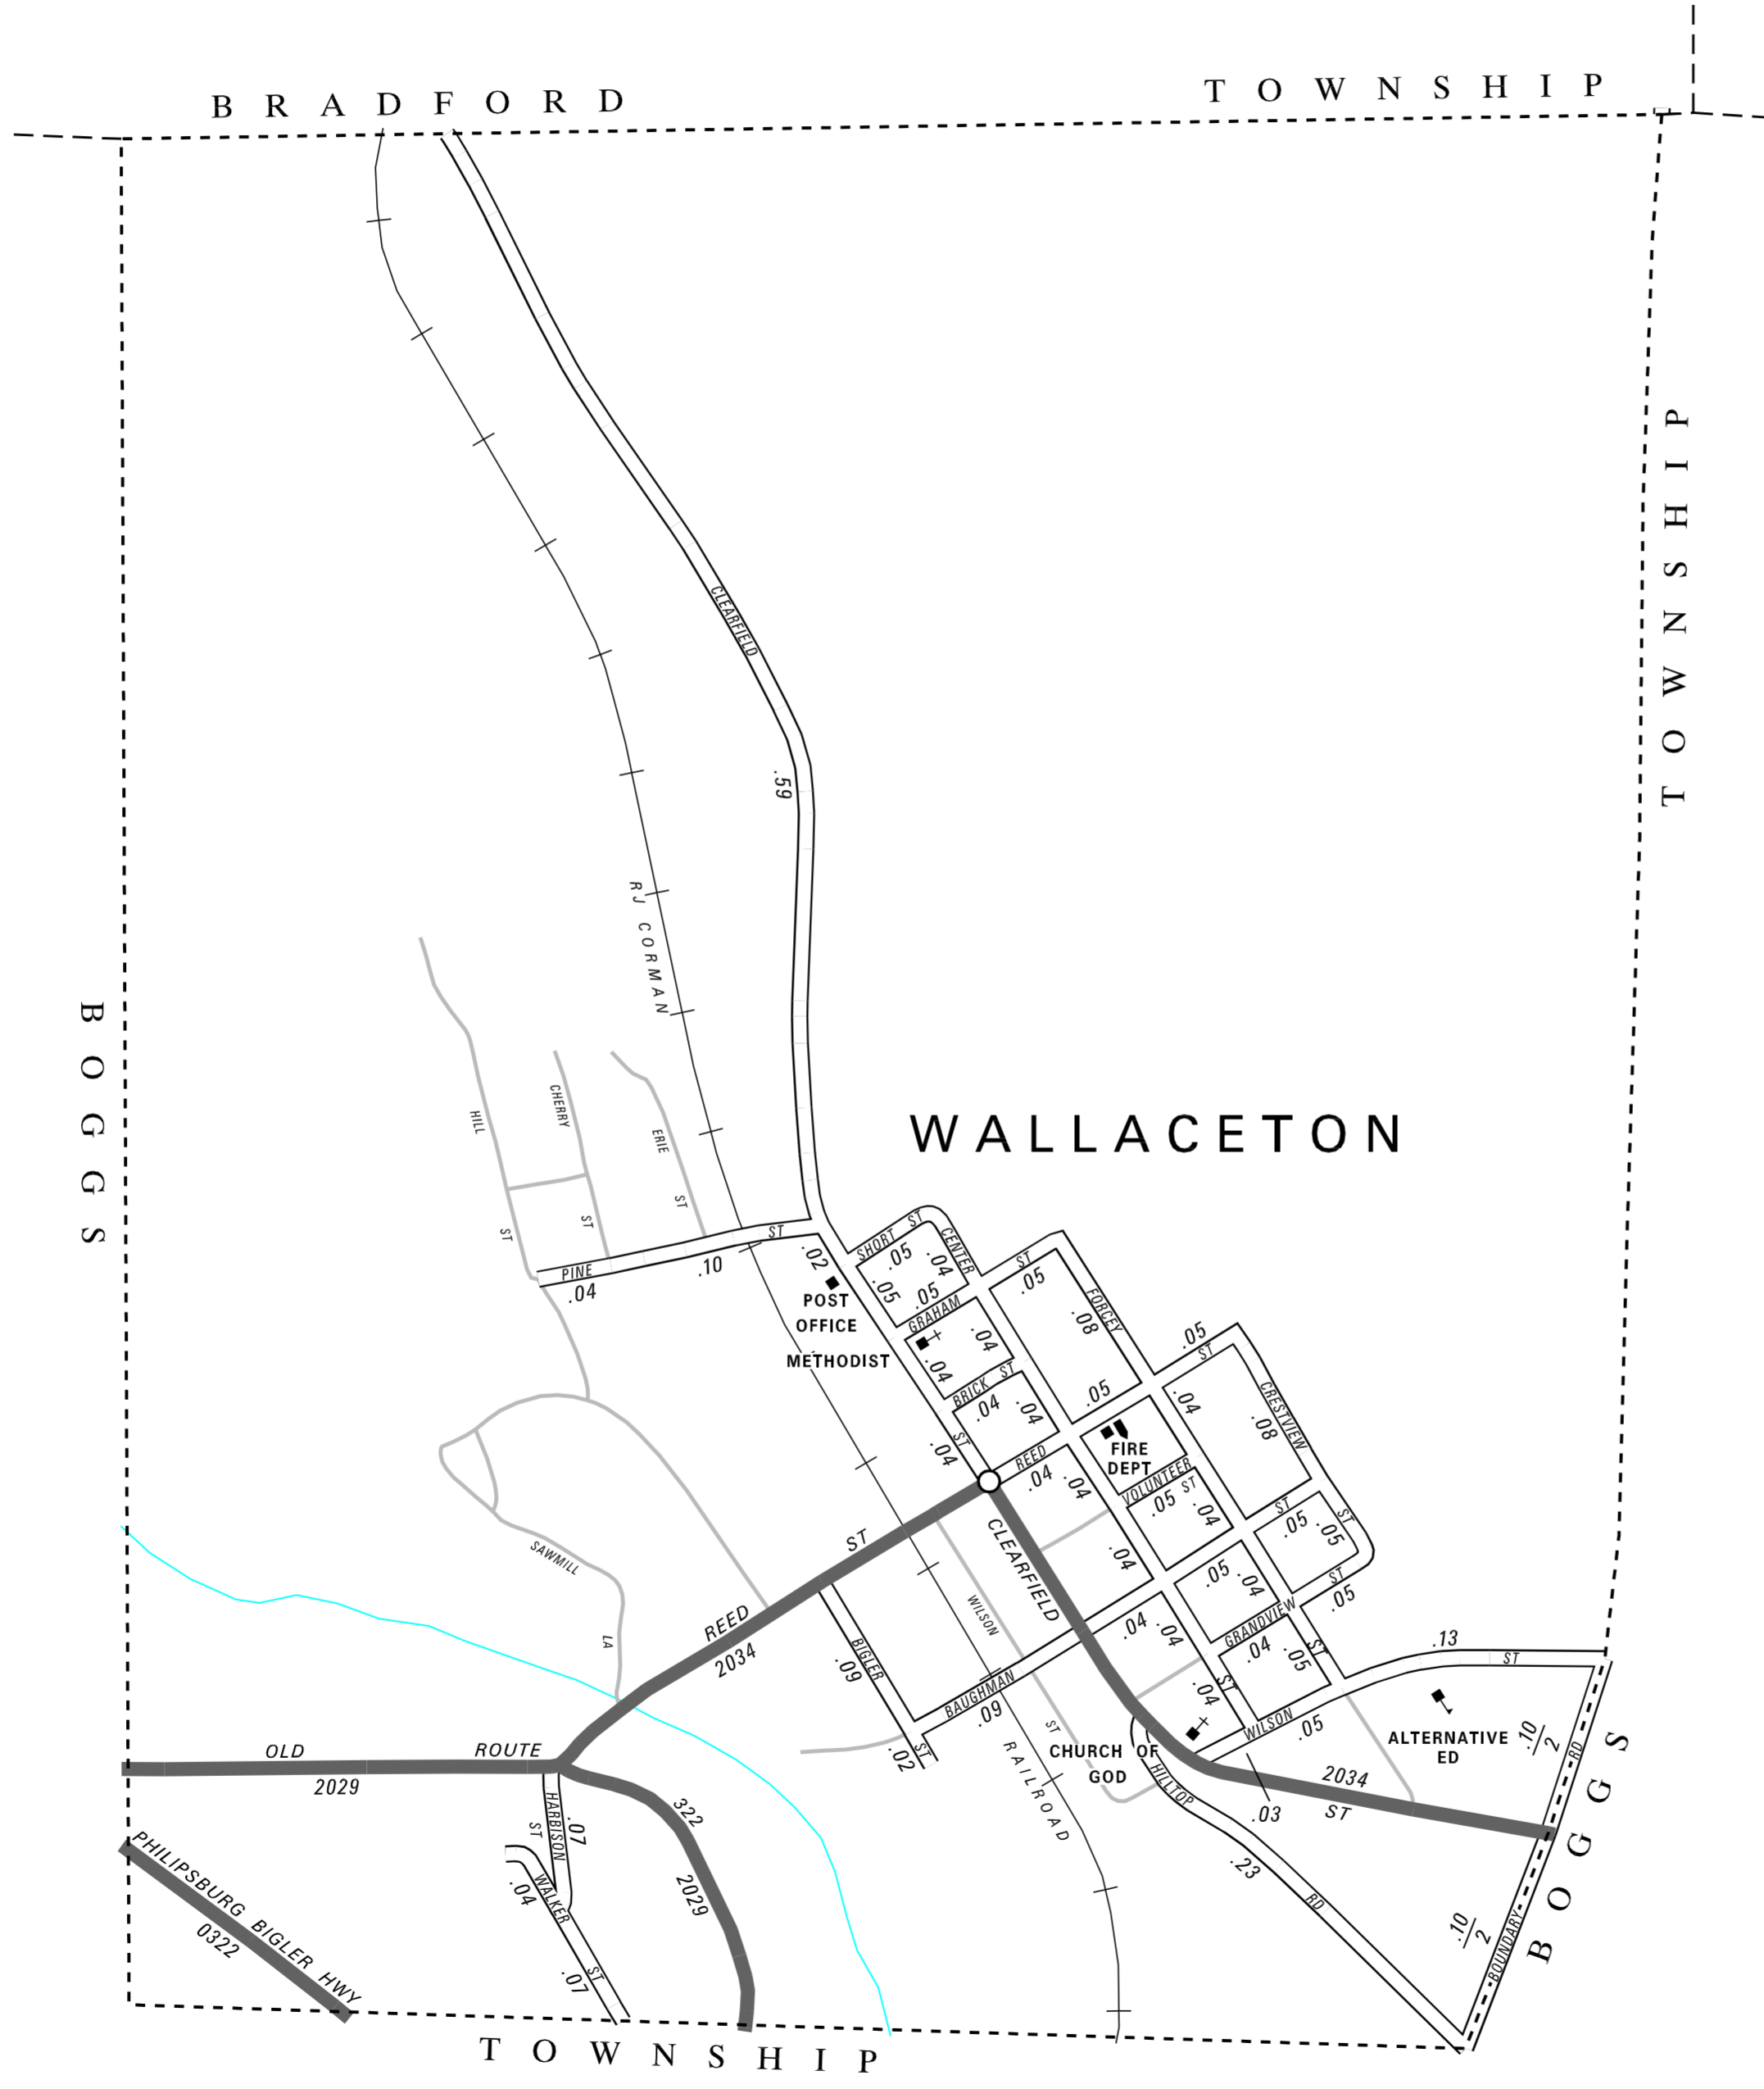 BRADFORD
TOWNSHIP
TOWNSHIP
CLEARFIELD
.59
RJ CORMAN
BOGGS
HILL
ST
CHERRY
ST
ERIE
ST
WALLACETON
PINE
ST
.04
.10
.02
SHORT ST
.05
CENTER
.04
.05
.05
POST
OFFICE
METHODIST
GRAHAM
.04
.04
BRICK ST
.04
.04
ST
.04
ST
.05
FORCEY
.08
.05
.05
ST
CRESTVIEW
.04
.08
FIRE
DEPT
VOLUNTEER
ST
.05
.04
REED
.04
.04
.04
ST
.05
.05
ST
.05
.04
ST
.05
GRANDVIEW
ST
.04
.05
ST
REED
ST
2034
CLEARFIELD
WILSON
ST
SAWMILL
LA
BIGLER
ST
.09
.02
BAUGHMAN
.09
.04
.04
.04
WILSON
.05
.13
ST
CHURCH OF
GOD
HILLTOP
RD
.23
.03
2034
ST
ALTERNATIVE
ED
.10
2
RD
.10
2
BOUNDARY
BOGGS
RAILROAD
OLD
ROUTE
2029
322
2029
HARBISON
ST
.07
WALKER
ST
.04
.07
PHILIPSBURG BIGLER HWY
0322
TOWNSHIP